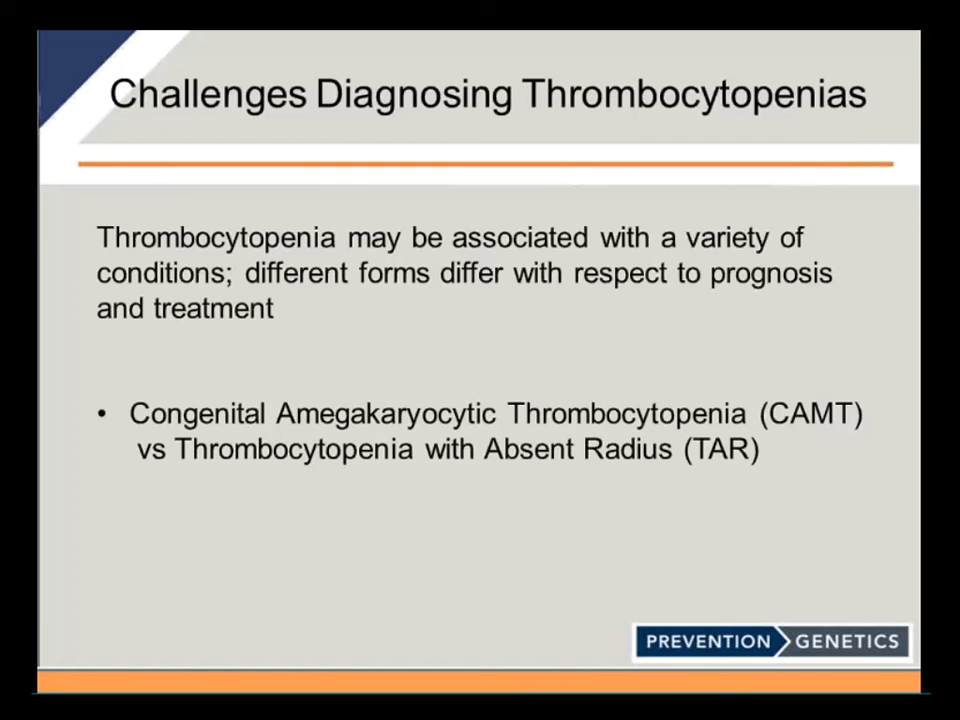 Challenges Diagnosing Thrombocytopenias
Thrombocytopenia may be associated with a variety of
conditions; different forms differ with respect to prognosis
and treatment
• Congenital Amegakaryocytic Thrombocytopenia (CAMT)
vs Thrombocytopenia with Absent Radius (TAR)
PREVENTION GENETICS